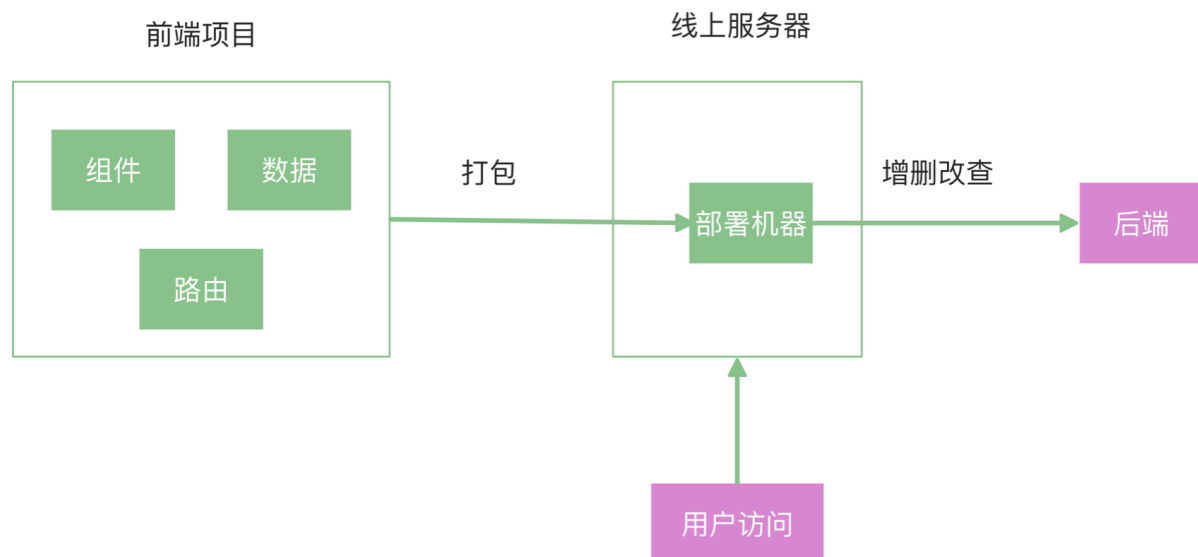 前端项目
线上服务器
组件
数据
打包
增删改查
部署机器
后端
路由
用户访问